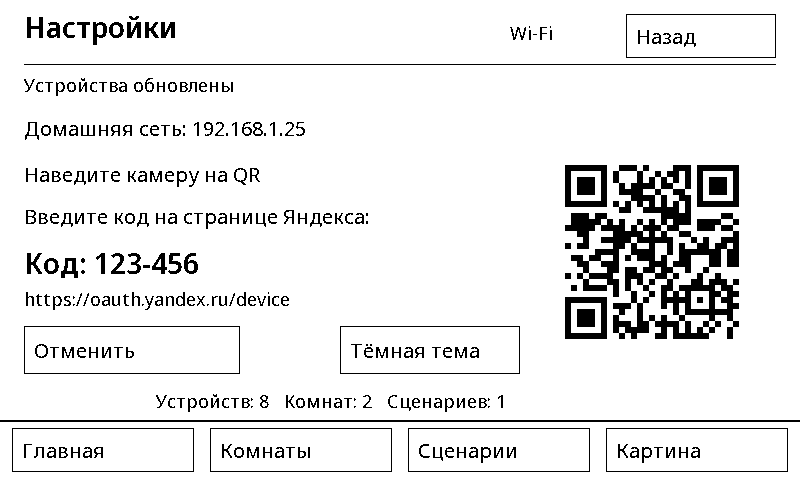 Настройки
Wi-Fi
Назад
Устройства обновлены
Домашняя сеть: 192.168.1.25
Наведите камеру на QR
Введите код на странице Яндекса:
Код: 123-456
https://oauth.yandex.ru/device
Отменить
Тёмная тема
Устройств: 8 Комнат: 2 Сценариев: 1
Главная
Комнаты
Сценарии
Картина